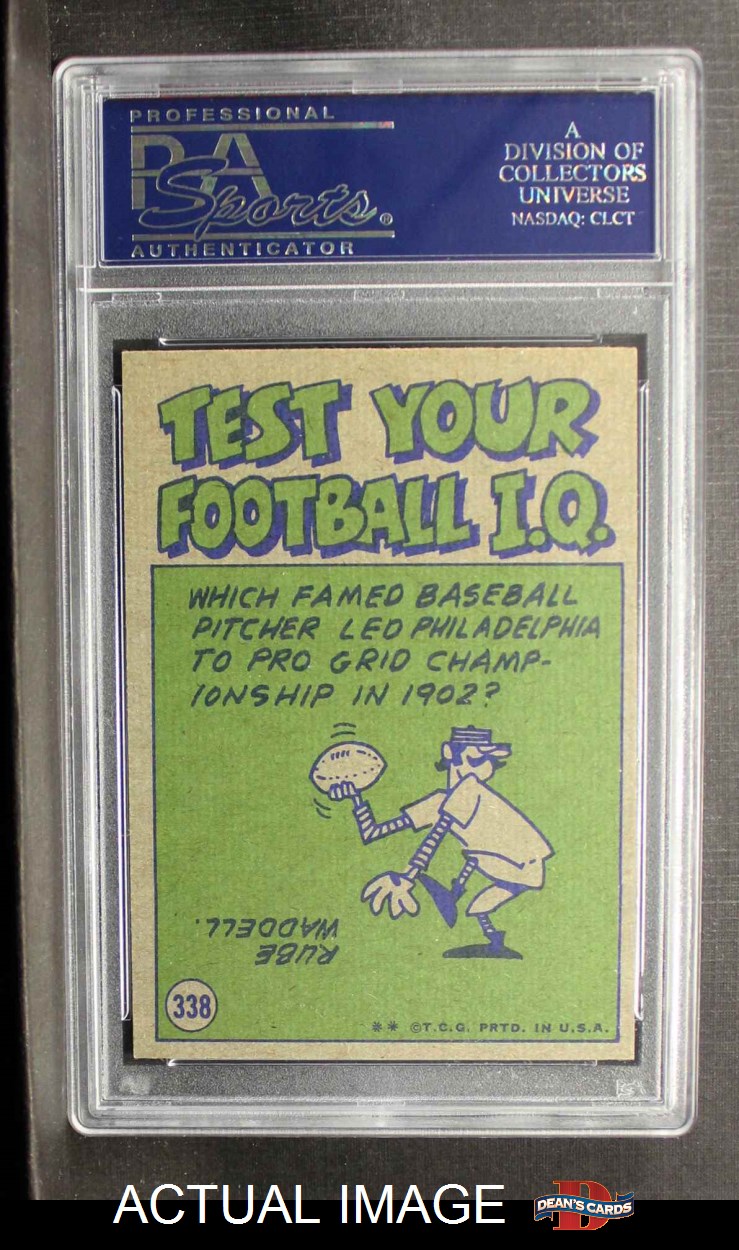 PROFESSIONAL
PSA
Sports®
AUTHENTICATOR
A
DIVISION OF
COLLECTORS
UNIVERSE
NASDAQ: CLCT
TEST YOUR
FOOTBALL I.Q.
WHICH FAMED BASEBALL
PITCHER LED PHILADELPHIA
TO PRO GRID CHAMP-
IONSHIP IN 1902?
RUBE
WADDELL.
338
** ©T.C.G. PRTD. IN U.S.A.
ACTUAL IMAGE
D
DEAN'S CARDS